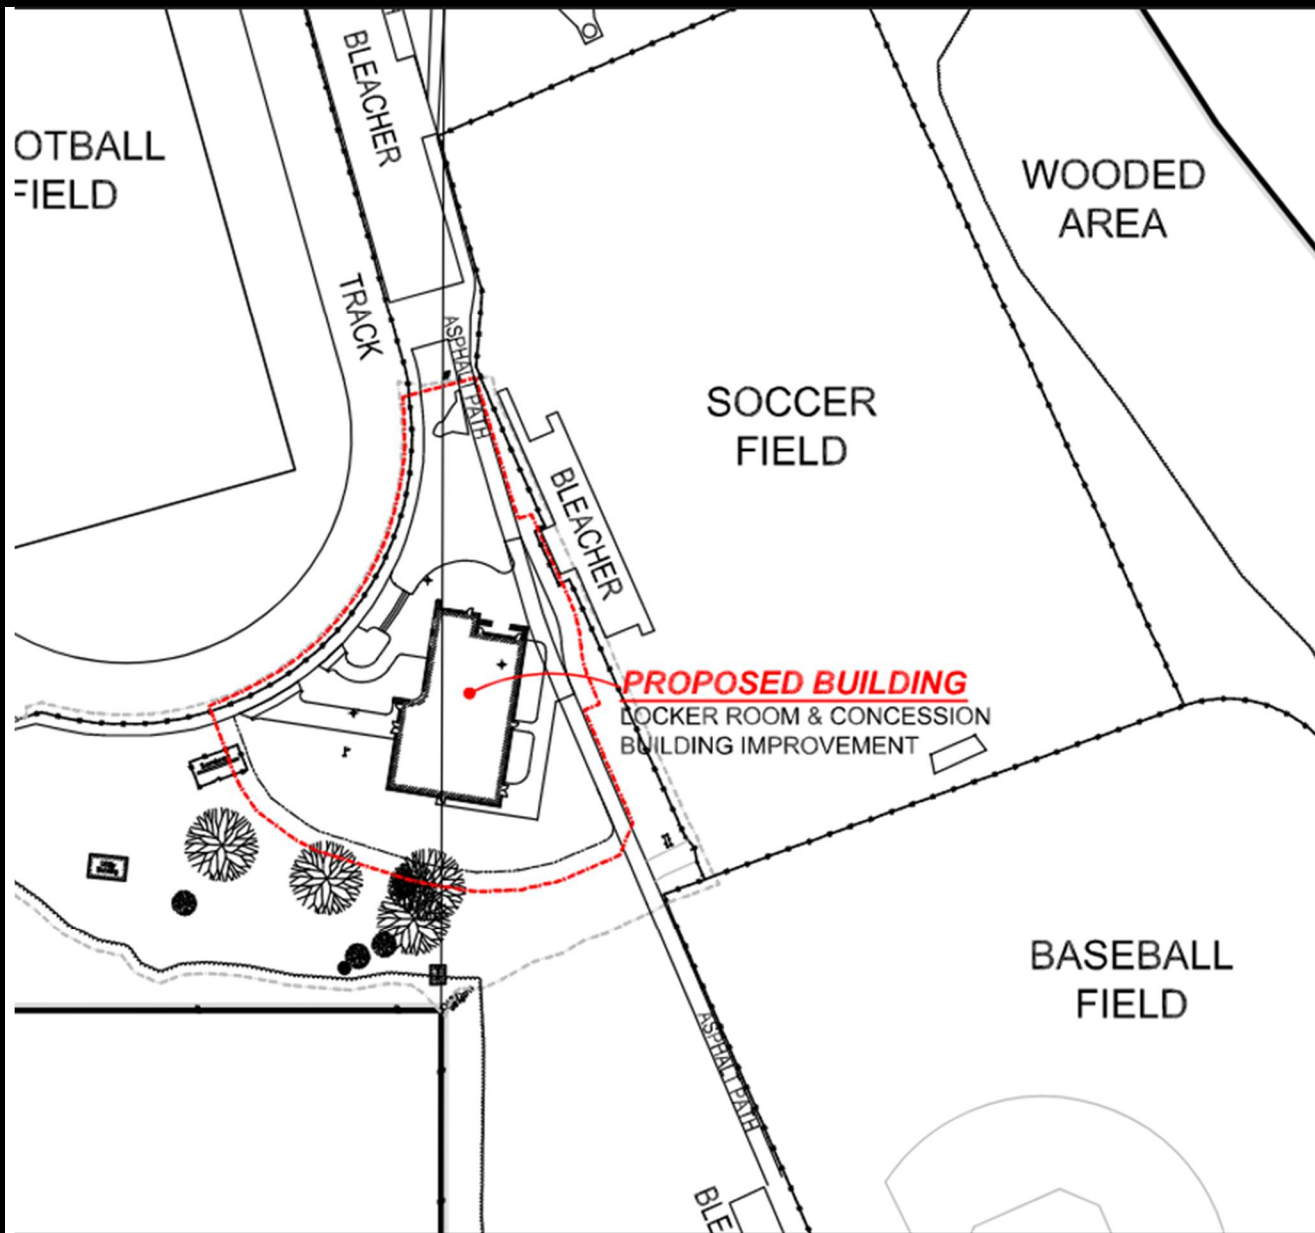 BLEACHER
OTBALL
FIELD
WOODED
AREA
TRACK
ASPHALT PATH
SOCCER
FIELD
BLEACHER
PROPOSED BUILDING
LOCKER ROOM & CONCESSION
BUILDING IMPROVEMENT
BASEBALL
FIELD
ASPHALT PATH
BLE